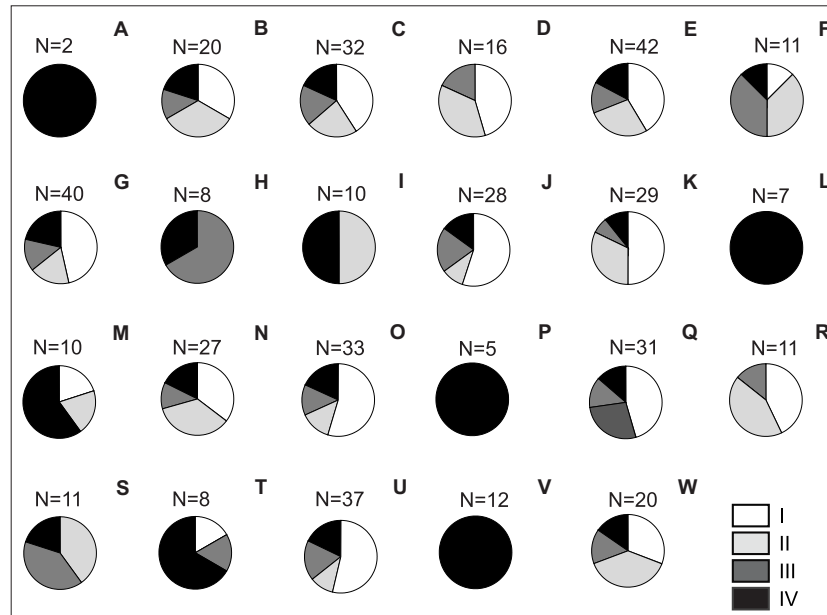 A B C D E F
N=2 N=20 N=32 N=16 N=42 N=11
G H I J K L
N=40 N=8 N=10 N=28 N=29 N=7
M N O P Q R
N=10 N=27 N=33 N=5 N=31 N=11
S T U V W
N=11 N=8 N=37 N=12 N=20
I
II
III
IV